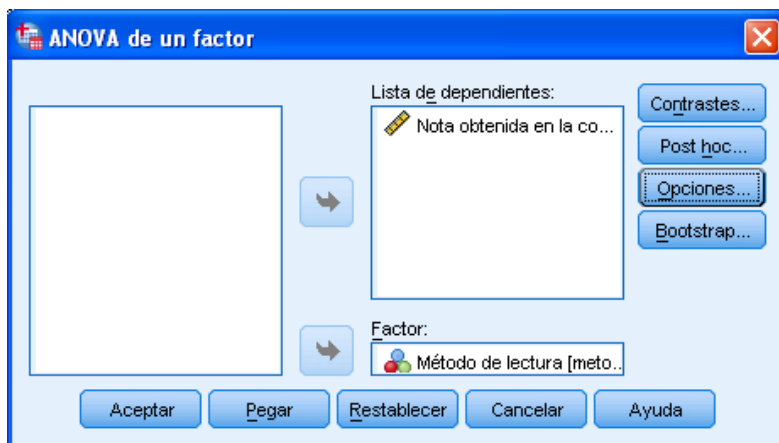 ANOVA de un factor
Lista de dependientes:
Nota obtenida en la co...
Contrastes...
Post hoc...
Opciones...
Bootstrap...
Factor:
Método de lectura [meto..
Aceptar
Pegar
Restablecer
Cancelar
Ayuda